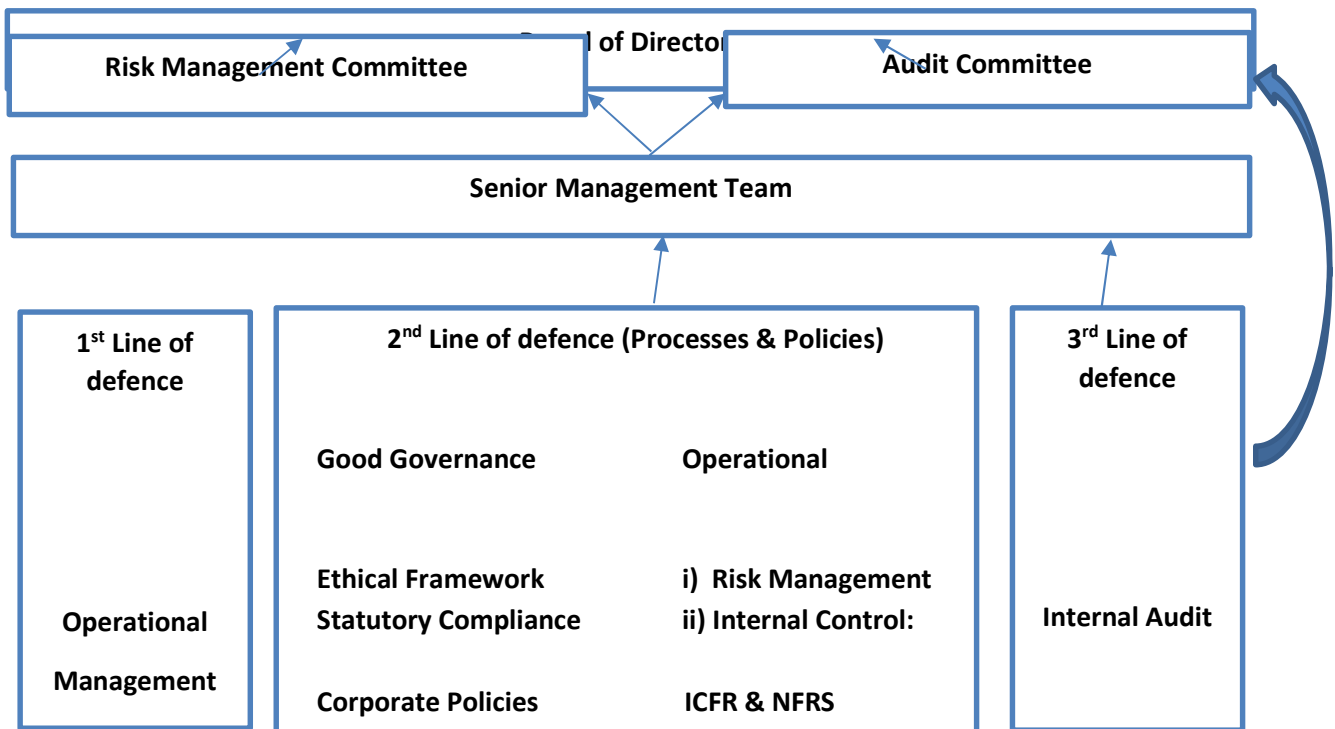 of Director
Risk Management Committee
Audit Committee
Senior Management Team
1st Line of
defence
Operational
Management
2nd Line of defence (Processes & Policies)
Good Governance Operational
Ethical Framework i) Risk Management
Statutory Compliance ii) Internal Control:
Corporate Policies ICFR & NFRS
3rd Line of
defence
Internal Audit